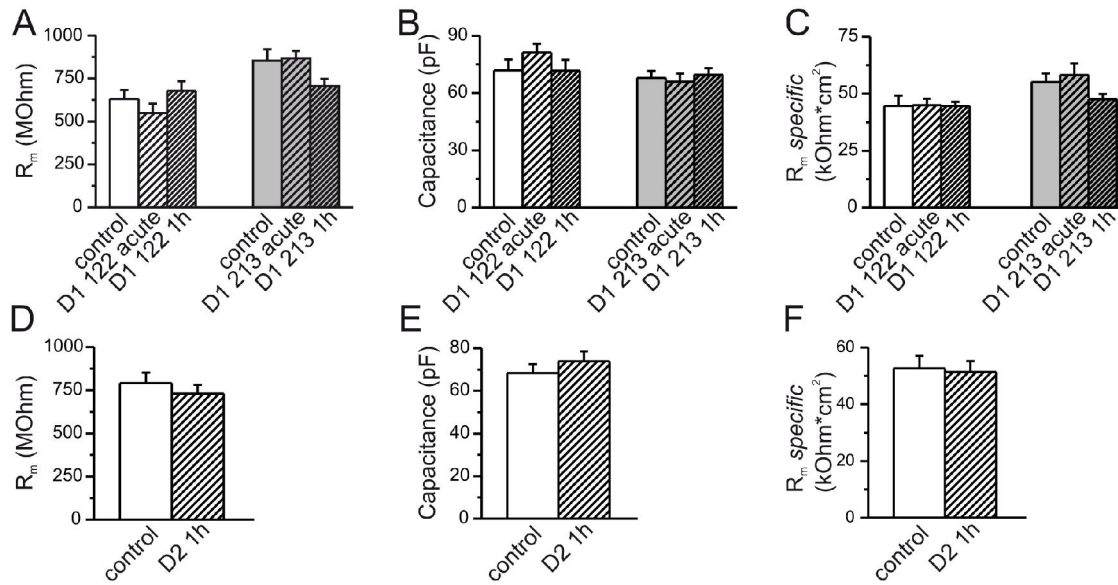 A
R_m (MOhm)
1000
750
500
250
0
control
D1 122 acute
D1 122 1h
control
D1 213 acute
D1 213 1h
B
Capacitance (pF)
90
60
30
0
control
D1 122 acute
D1 122 1h
control
D1 213 acute
D1 213 1h
C
R_m specific
(kOhm*cm²)
75
50
25
0
control
D1 122 acute
D1 122 1h
control
D1 213 acute
D1 213 1h
D
R_m (MOhm)
1000
750
500
250
0
control
D2 1h
E
Capacitance (pF)
80
60
40
20
0
control
D2 1h
F
R_m specific
(kOhm*cm²)
60
40
20
0
control
D2 1h